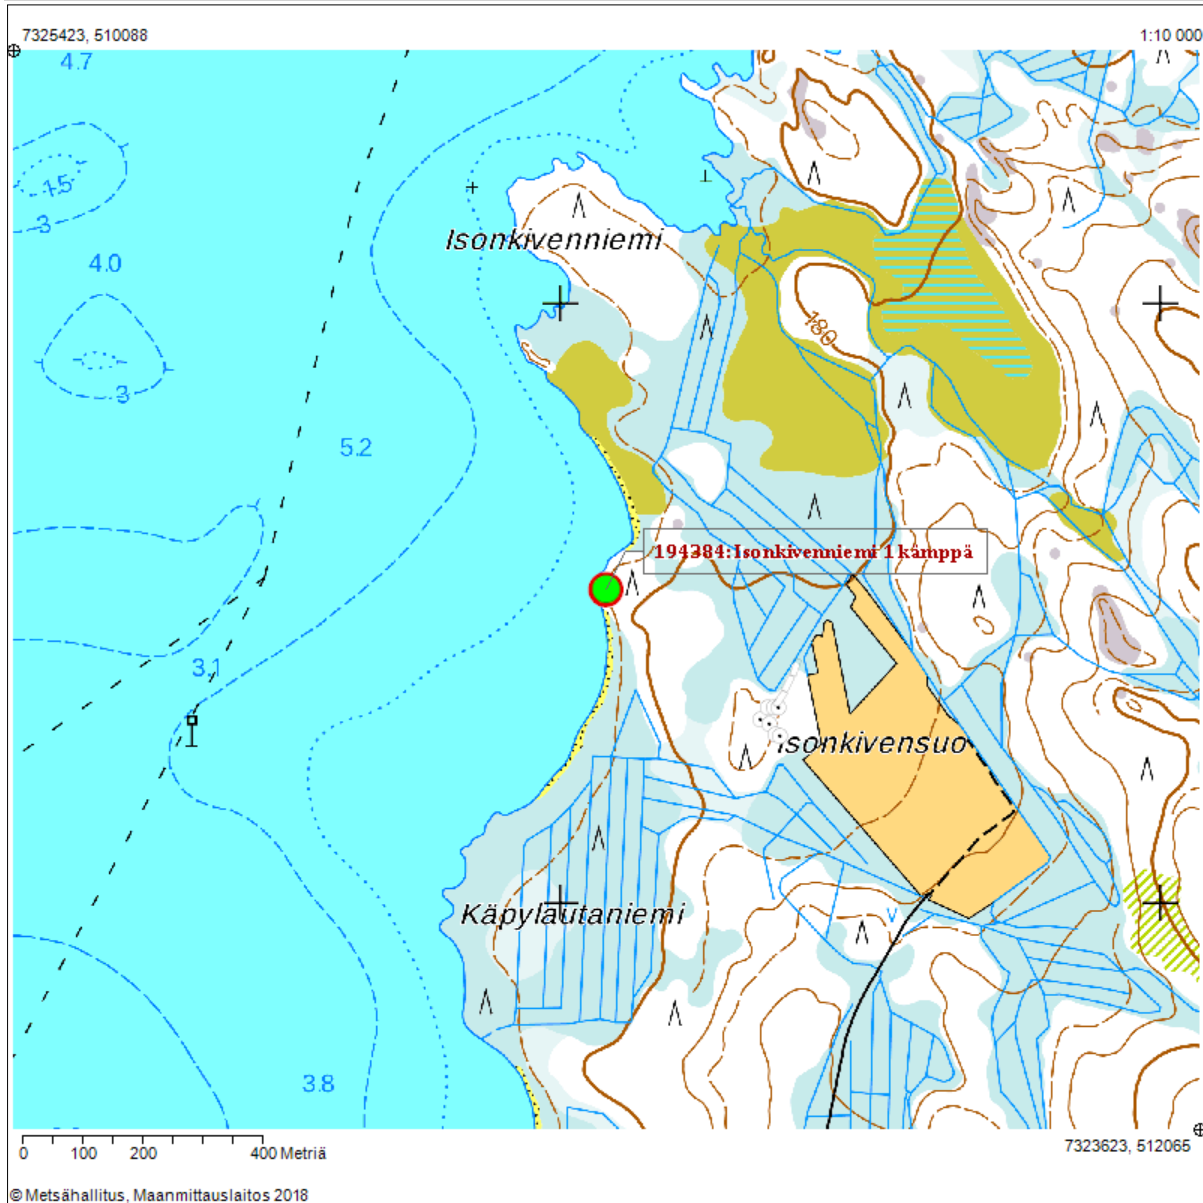 7325423, 510088
1:10 000
4.7
1.5
3
Isonkivenniemi
4.0
180
3
5.2
194384: Isonkivenniemi 1 kämppä
3,1
Isonkivensuo
Käpylautaniemi
v
3.8
0 100 200 400 Metriä
7323623, 512065
© Metsähallitus, Maanmittauslaitos 2018